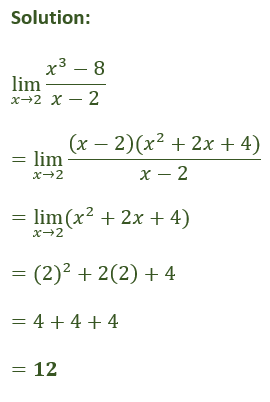 Solution:
lim x→2 (x³ − 8)/(x − 2)
= lim x→2 ((x − 2)(x² + 2x + 4))/(x − 2)
= lim x→2 (x² + 2x + 4)
= (2)² + 2(2) + 4
= 4 + 4 + 4
= 12